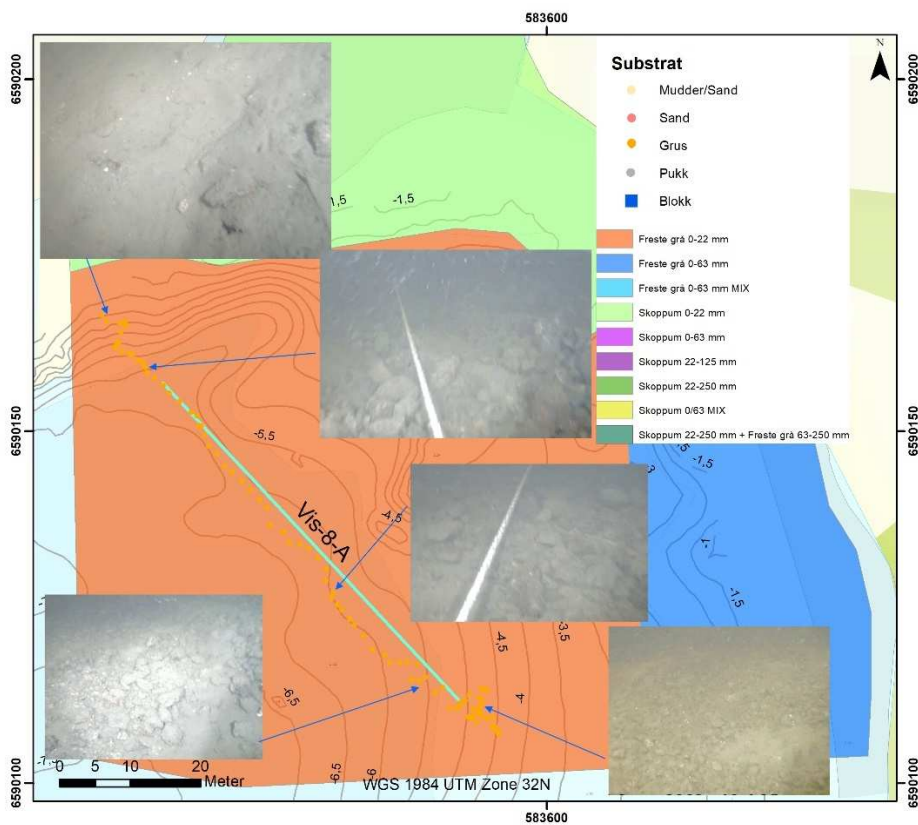 583600
N
6590200
6590200
Substrat
Mudder/Sand
Sand
Grus
Pukk
Blokk
Freste grå 0-22 mm
Freste grå 0-63 mm
Freste grå 0-63 mm MIX
Skoppum 0-22 mm
Skoppum 0-63 mm
Skoppum 22-125 mm
Skoppum 22-250 mm
Skoppum 0/63 MIX
Skoppum 22-250 mm + Freste grå 63-250 mm
-1,5
-1,5
6590150
6590150
-5,5
-1,5
-1,5
-4,5
Vis-8-A
-1,5
-3,5
-4,5
-4
-6,5
-6,5
0 5 10 20
Meter
WGS 1984 UTM Zone 32N
6590100
6590100
583600